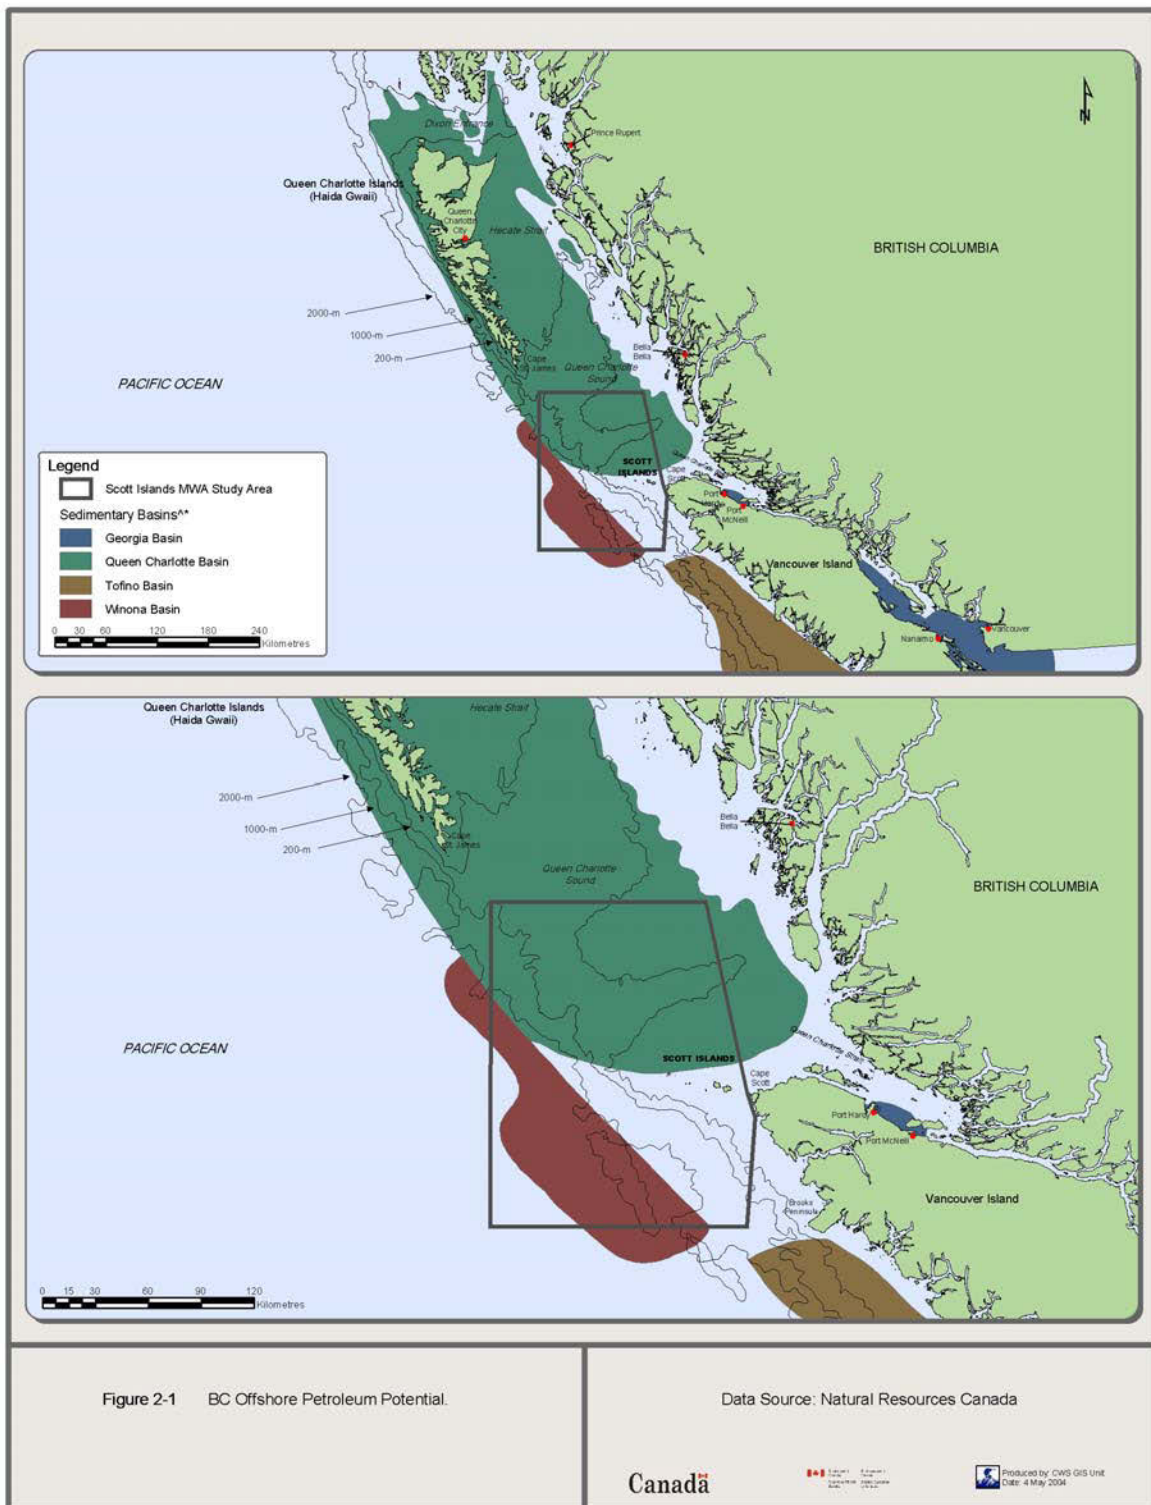 Dixon Entrance
Prince Rupert
Queen Charlotte Islands
(Haida Gwaii)
Queen
Charlotte
City
Hecate Strait
BRITISH COLUMBIA
N
2000-m
1000-m
200-m
Bella
Bella
Cape
St. James
Queen Charlotte
Sound
PACIFIC OCEAN
SCOTT
ISLANDS
Cape
Scott
Port
Port
McNeill
Vancouver Island
Nanaimo
Vancouver
Legend
Scott Islands MWA Study Area
Sedimentary Basins^*
Georgia Basin
Queen Charlotte Basin
Tofino Basin
Winona Basin
0 30 60 120 180 240
Kilometres
Queen Charlotte Islands
(Haida Gwaii)
Hecate Strait
2000-m
1000-m
200-m
Cape
St. James
Bella
Bella
Queen Charlotte
Sound
BRITISH COLUMBIA
PACIFIC OCEAN
Queen Charlotte Strait
SCOTT ISLANDS
Cape
Scott
Port Hardy
Port McNeill
Vancouver Island
Brooks
Peninsula
0 15 30 60 90 120
Kilometres
Figure 2-1 BC Offshore Petroleum Potential.
Data Source: Natural Resources Canada
Canada
Produced by: CWS GIS Unit
Date: 4 May 2004